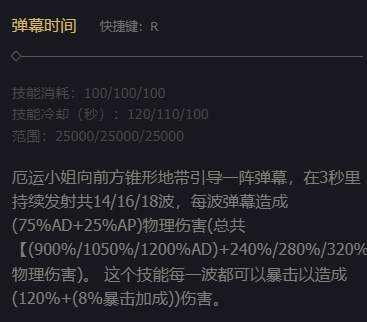 弹幕时间 快捷键：R
技能消耗：100/100/100
技能冷却（秒）：120/110/100
范围：25000/25000/25000
厄运小姐向前方锥形地带引导一阵弹幕，在3秒里
持续发射共14/16/18波，每波弹幕造成
(75%AD+25%AP)物理伤害(总共
【(900%/1050%/1200%AD)+240%/280%/320%
物理伤害)。 这个技能每一波都可以暴击以造成
(120%+(8%暴击加成))伤害。